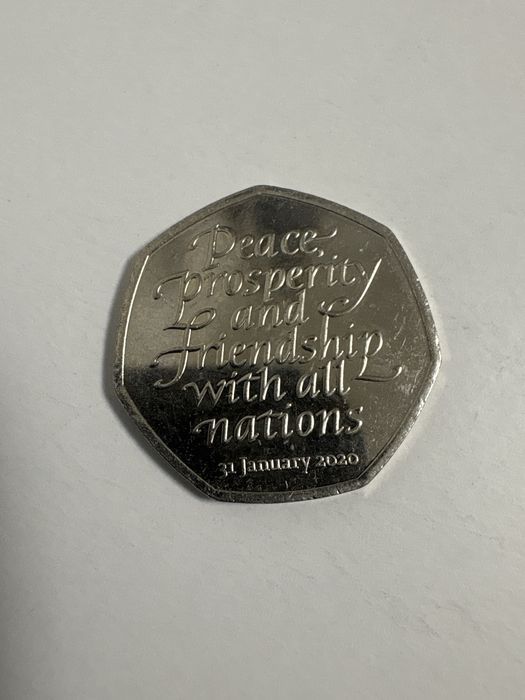 Peace,
prosperity
and
friendship
with all
nations
31 January 2020